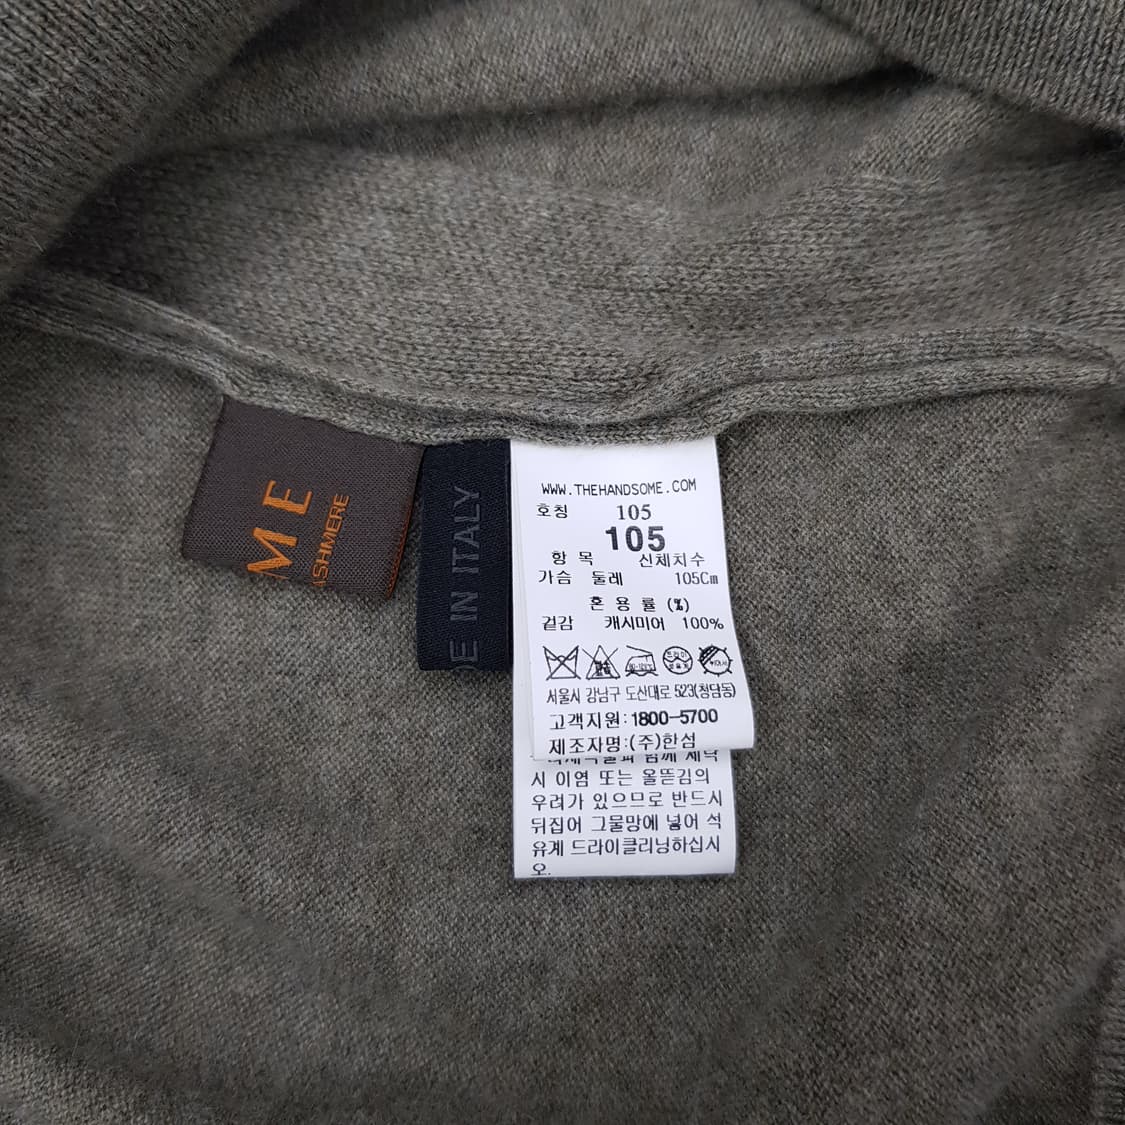 M E
ASHMERE
DE IN ITALY
WWW.THEHANDSOME.COM
호칭 105
105
항 목 신체치수
가슴 둘레 105Cm
혼 용 률 (%)
겉감 캐시미어 100%
서울시 강남구 도산대로 523(청담동)
고객지원:1800-5700
제조자명:(주)한섬
함께 세탁
시 이염 또는 올뜯김의
우려가 있으므로 반드시
뒤집어 그물망에 넣어 석
유계 드라이클리닝하십시
오.